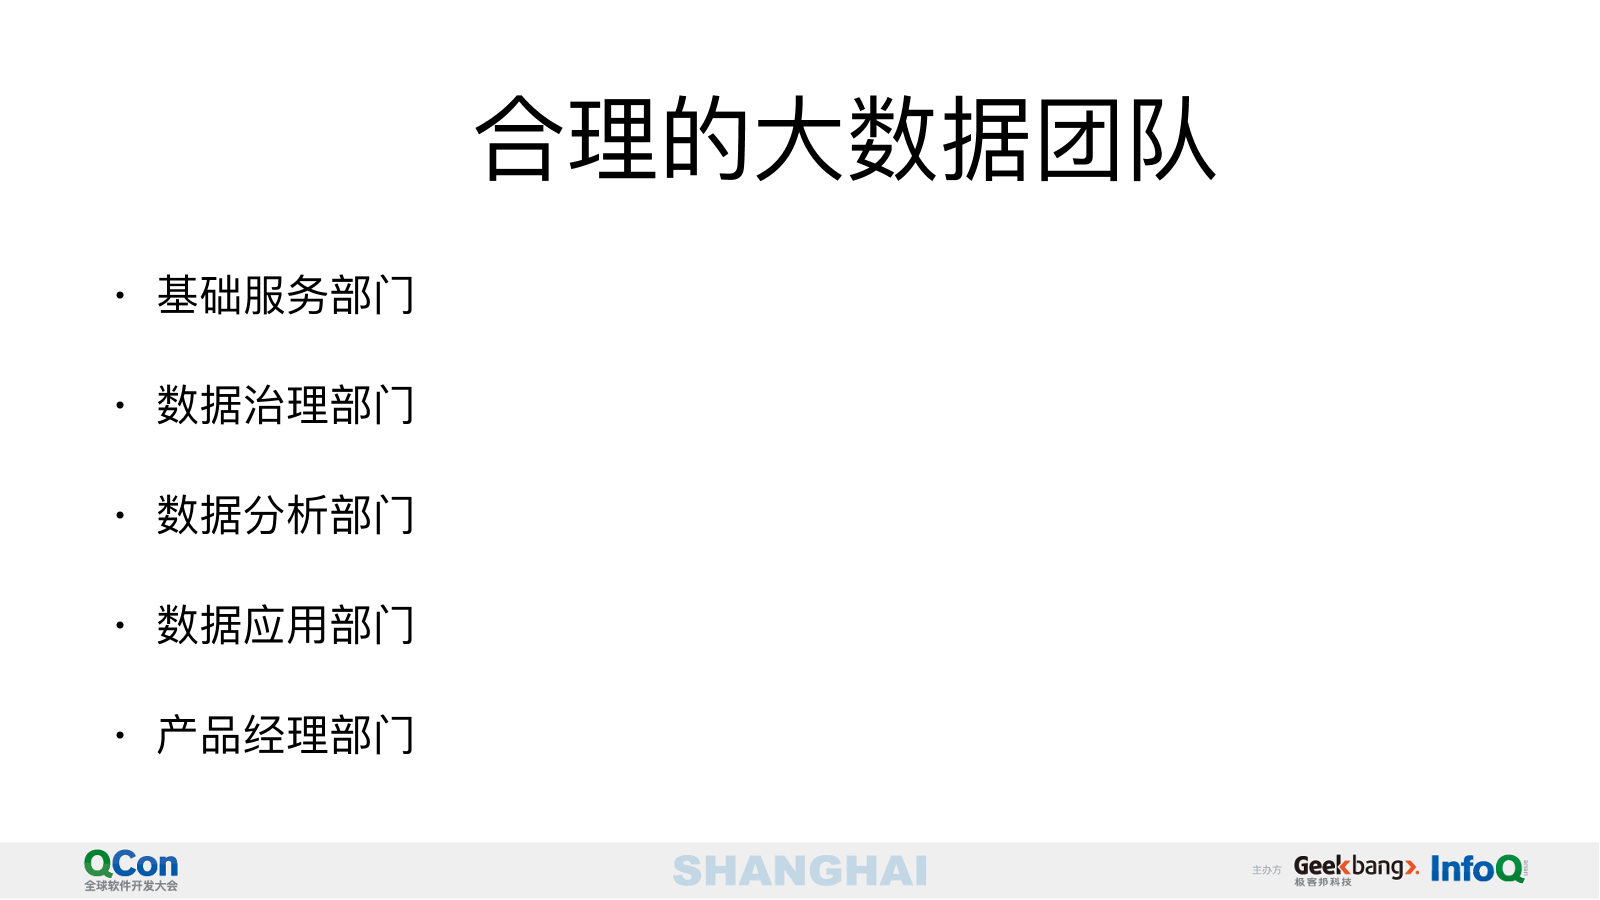 合理的大数据团队
• 基础服务部门
• 数据治理部门
• 数据分析部门
• 数据应用部门
• 产品经理部门
QCon
全球软件开发大会
SHANGHAI
主办方
Geekbang
极客邦科技
InfoQ